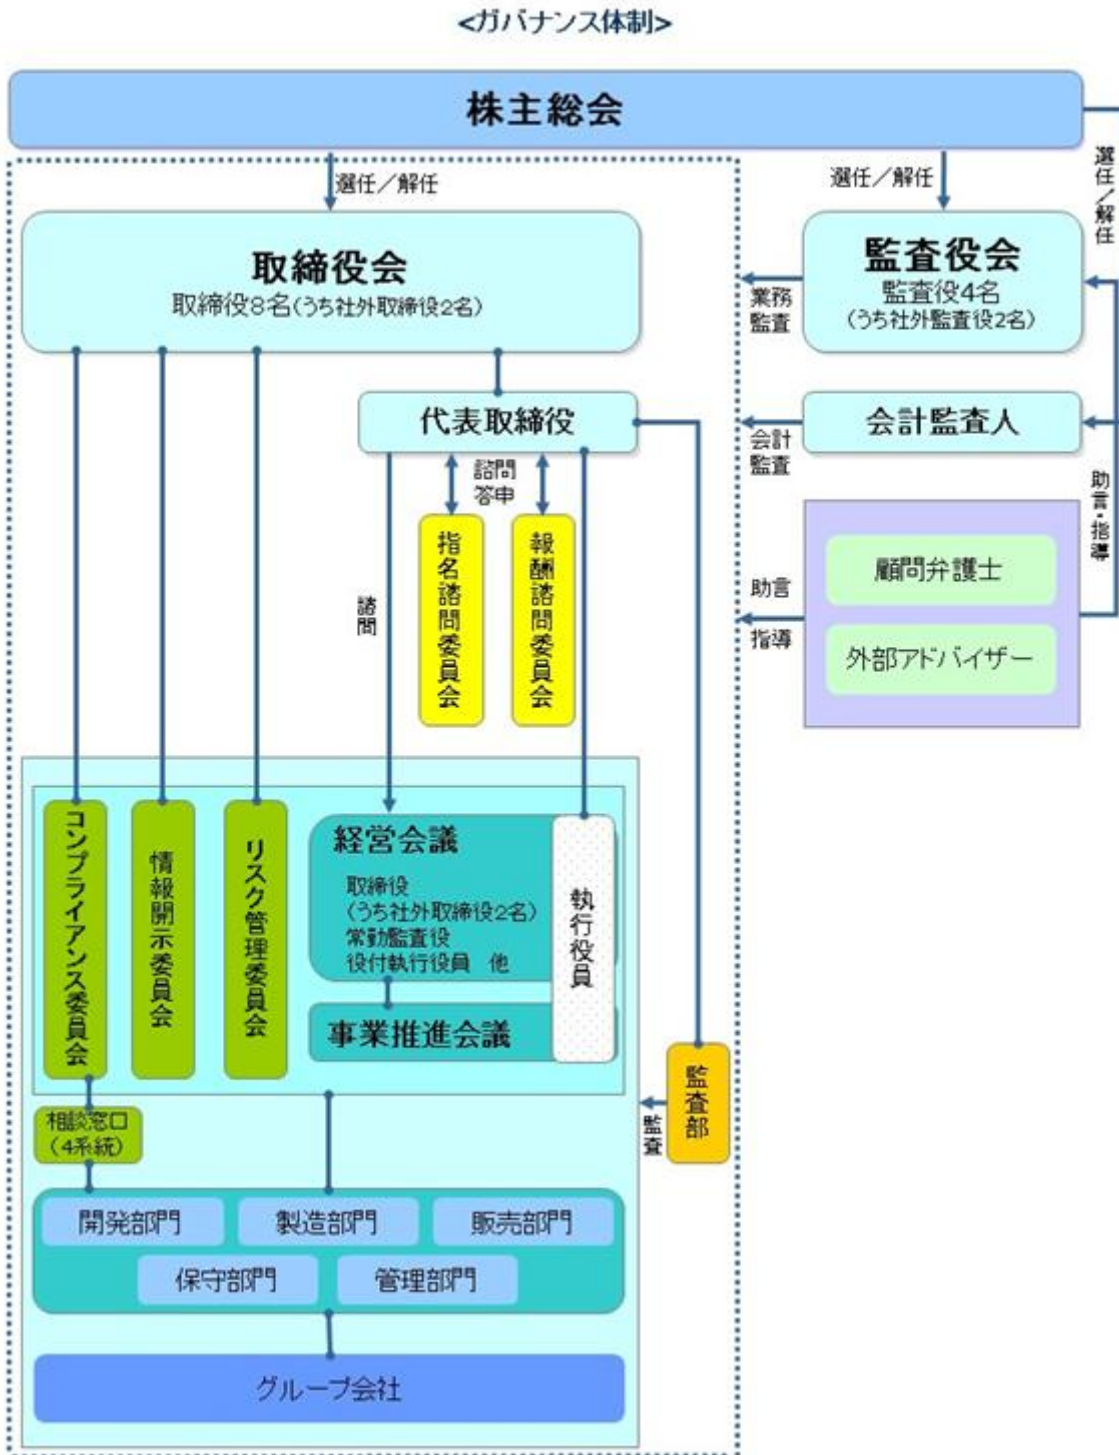 <ガバナンス体制>
株主総会
選任／解任
選任／解任
選任／解任
取締役会
取締役8名(うち社外取締役2名)
監査役会
監査役4名
(うち社外監査役2名)
業務
監査
代表取締役
会計監査人
会計
監査
諮問
答申
助言・指導
指名諮問委員会
報酬諮問委員会
諮問
顧問弁護士
外部アドバイザー
助言
指導
コンプライアンス委員会
情報開示委員会
リスク管理委員会
経営会議
取締役
(うち社外取締役2名)
常勤監査役
役付執行役員 他
執行役員
事業推進会議
監査部
監査
相談窓口
(4系統)
開発部門
製造部門
販売部門
保守部門
管理部門
グループ会社